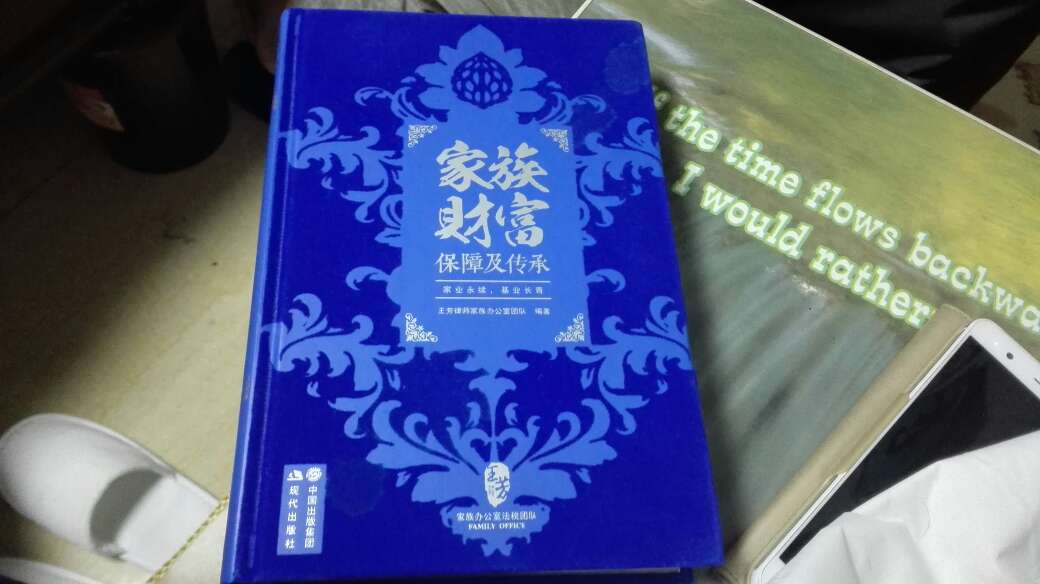 家族
財富
保障及传承
家业永续，基业长青
王芳律师家族办公室团队 编著
王芳
家族办公室法税团队
FAMILY OFFICE
中国出版集团
现代出版社
the time flows backwa
I would rather